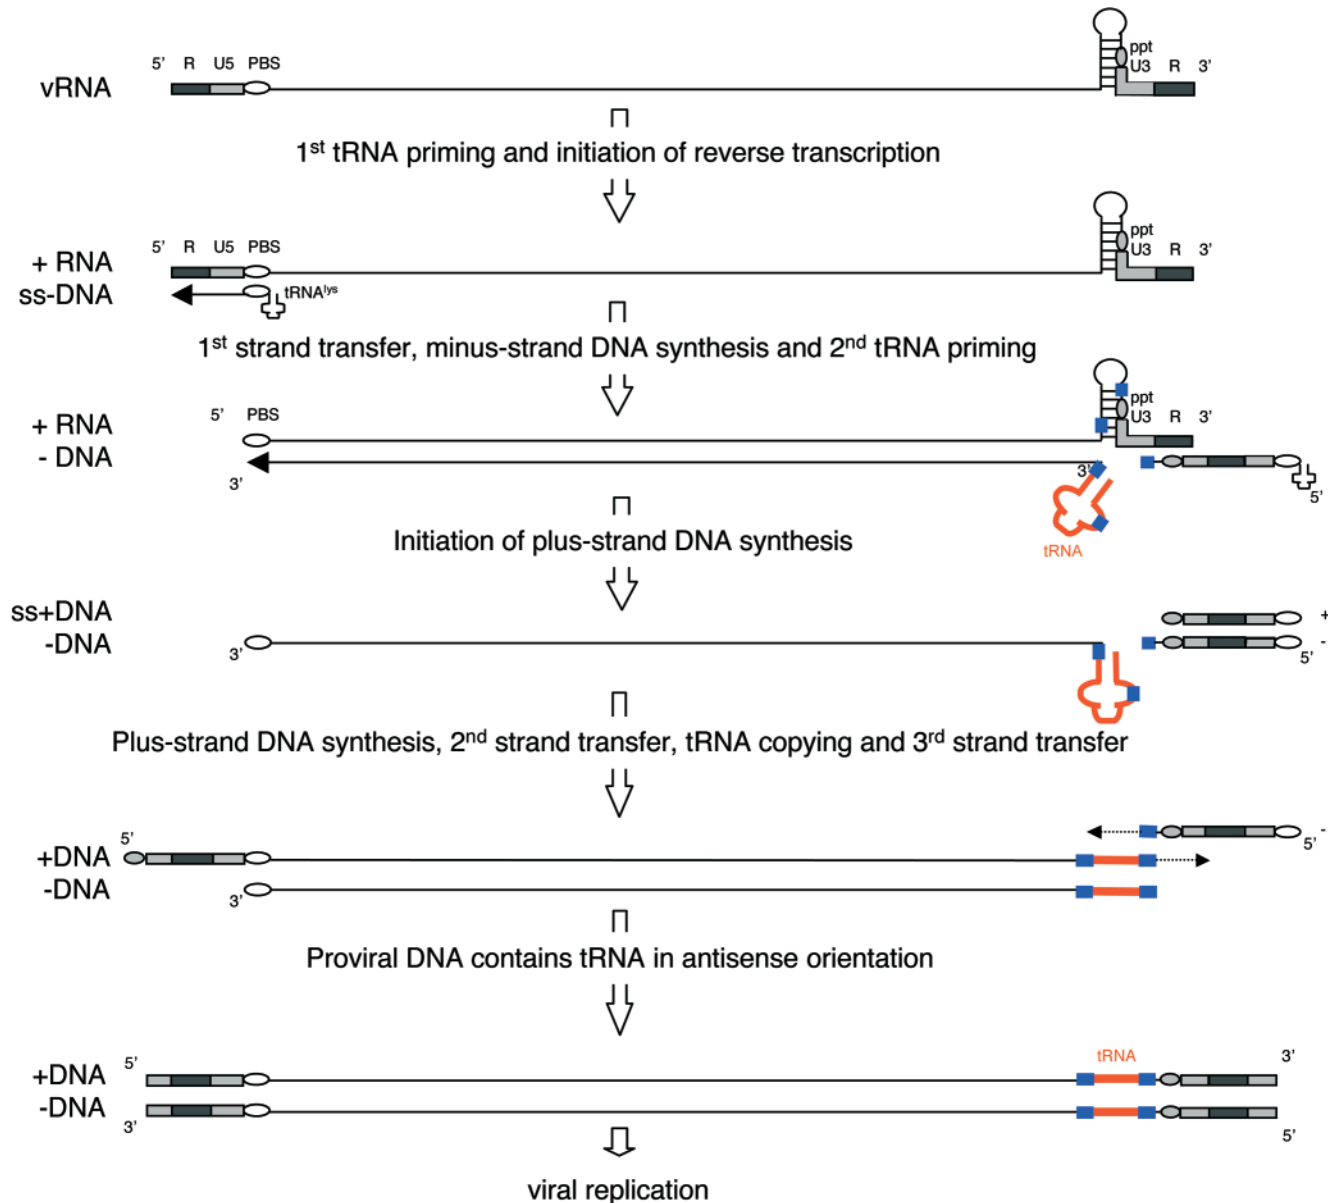 ppt
5’ R U5 PBS U3 R 3’
vRNA
1st tRNA priming and initiation of reverse transcription
ppt
5’ R U5 PBS U3 R 3’
+ RNA
ss-DNA tRNAlys
1st strand transfer, minus-strand DNA synthesis and 2nd tRNA priming
ppt
5’ PBS U3 R 3’
+ RNA
- DNA
3’ 3’ 5’
tRNA
Initiation of plus-strand DNA synthesis
ss+DNA +
-DNA -
3’ 5’
Plus-strand DNA synthesis, 2nd strand transfer, tRNA copying and 3rd strand transfer
5’ -
5’
+DNA
-DNA
3’
Proviral DNA contains tRNA in antisense orientation
5’ tRNA 3’
+DNA
-DNA
3’ 5’
viral replication